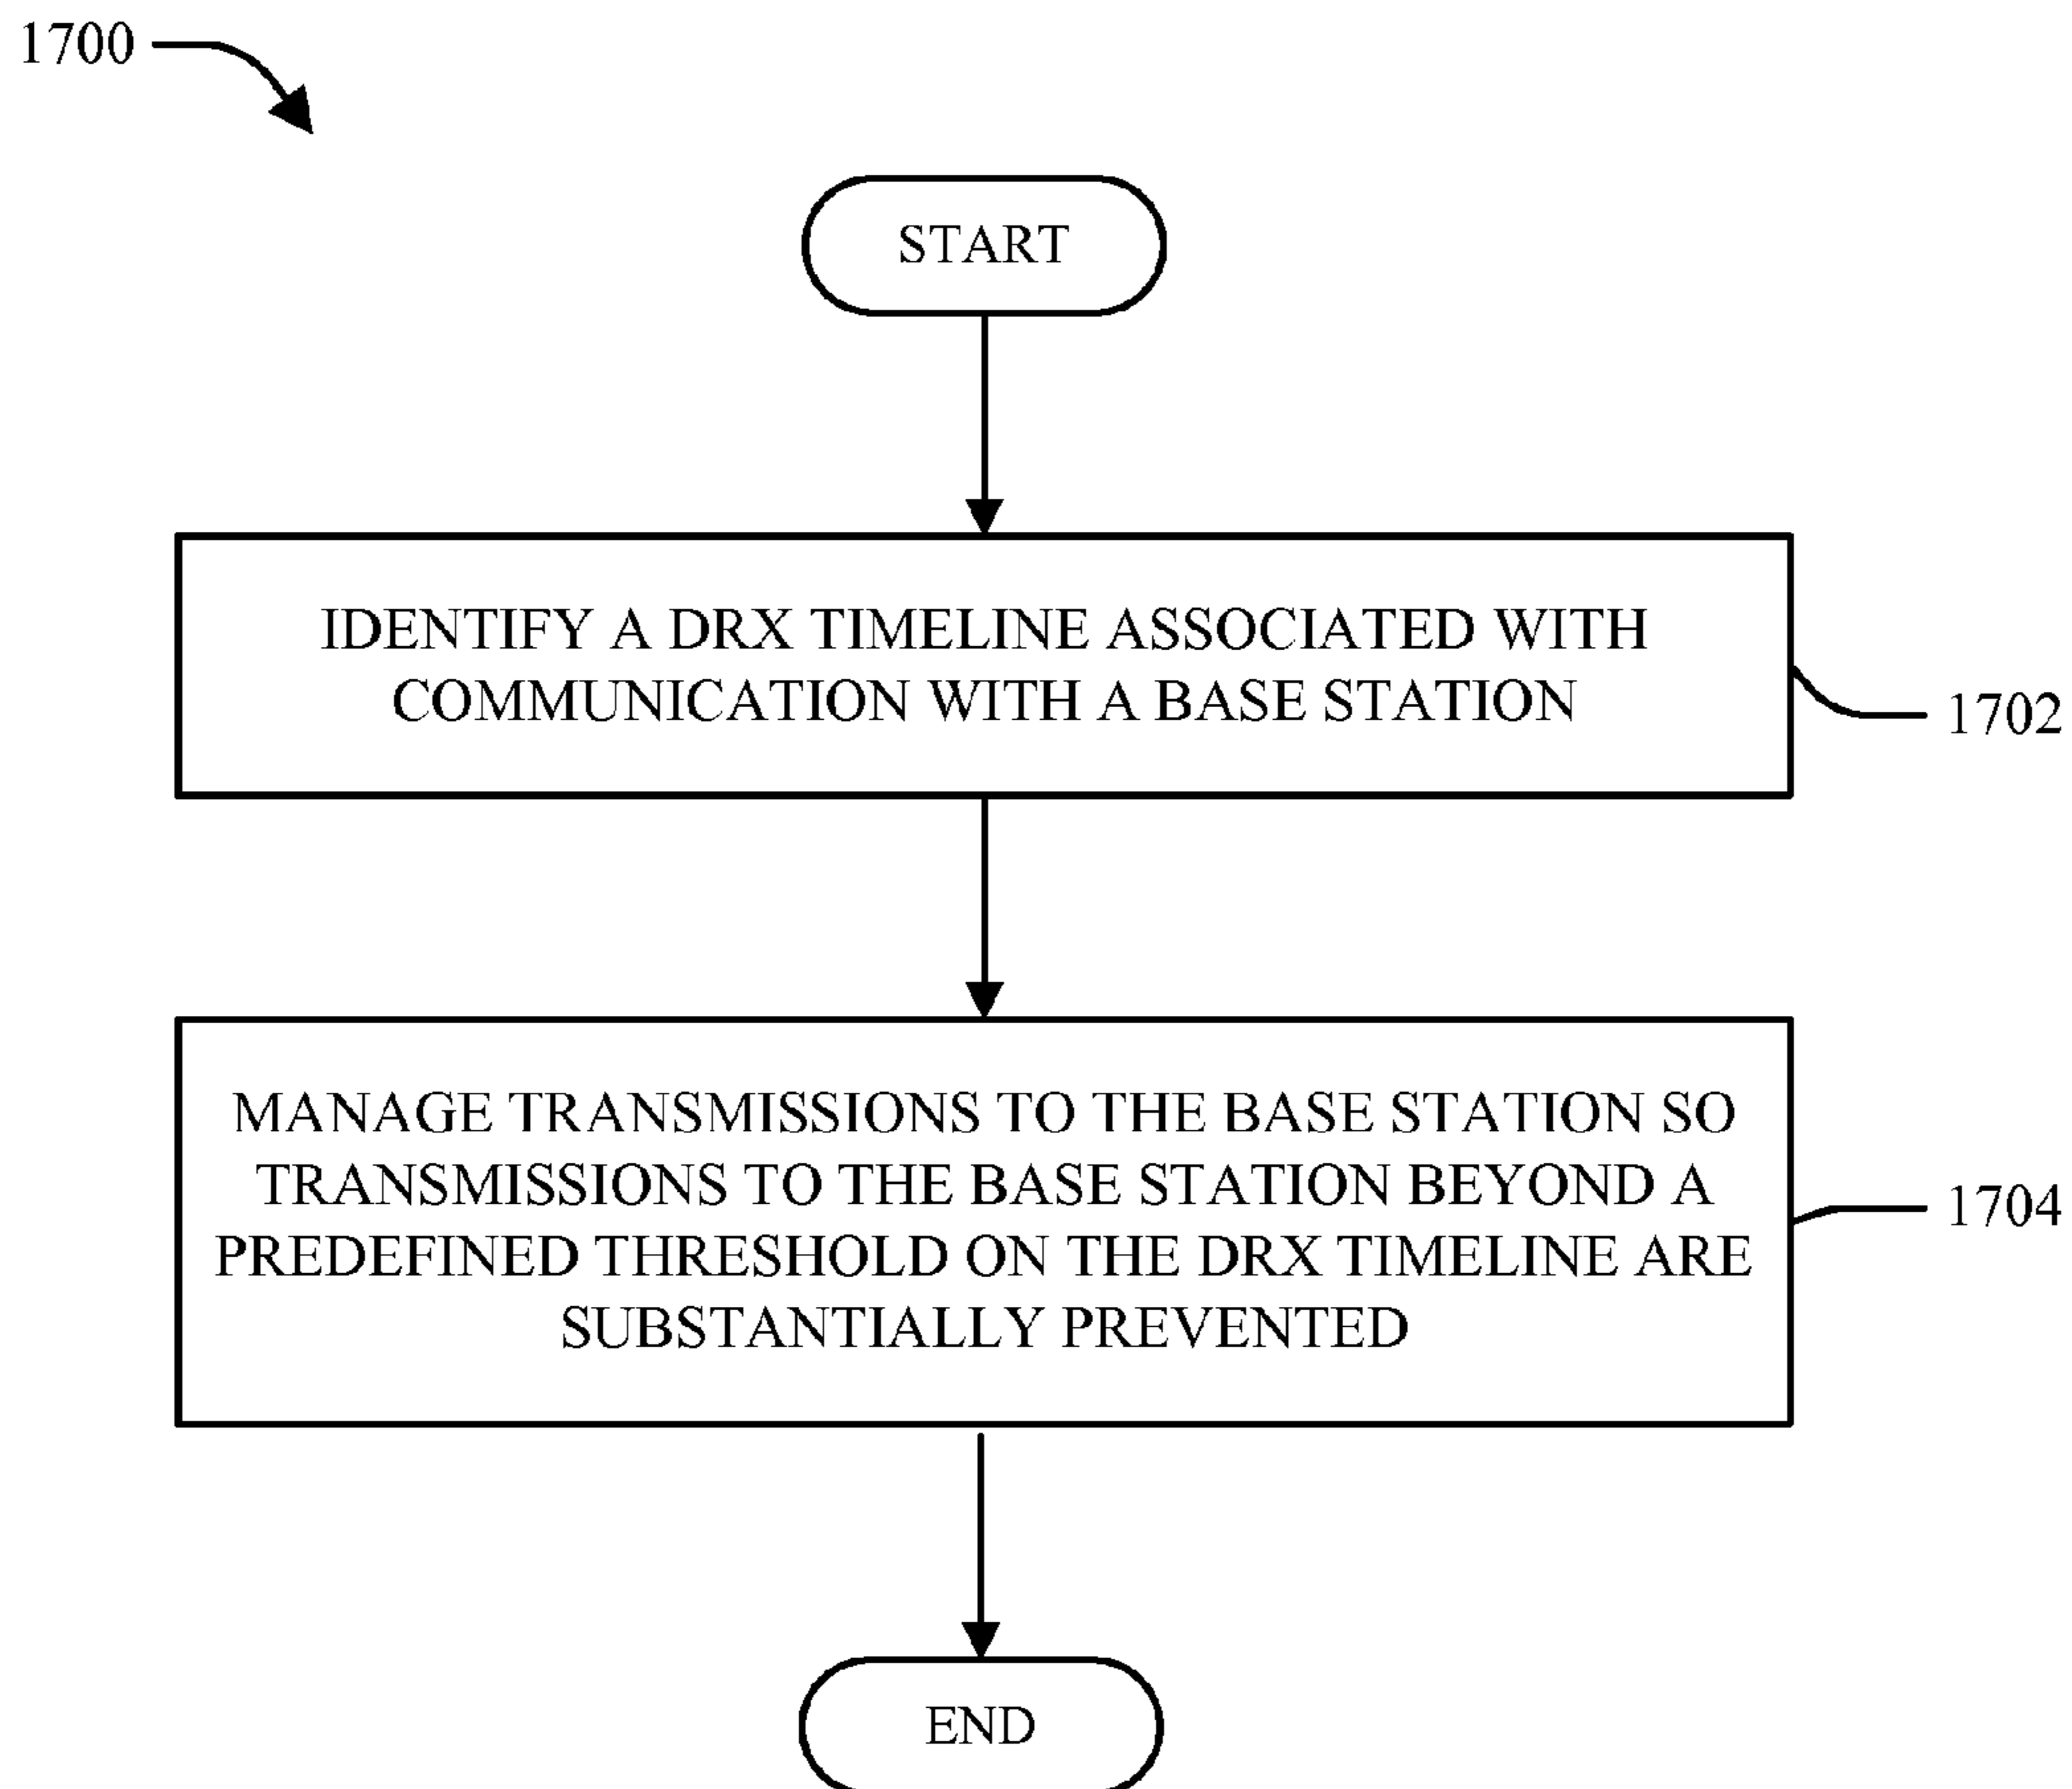 1700
START
IDENTIFY A DRX TIMELINE ASSOCIATED WITH
COMMUNICATION WITH A BASE STATION
1702
MANAGE TRANSMISSIONS TO THE BASE STATION SO
TRANSMISSIONS TO THE BASE STATION BEYOND A
PREDEFINED THRESHOLD ON THE DRX TIMELINE ARE
SUBSTANTIALLY PREVENTED
1704
END